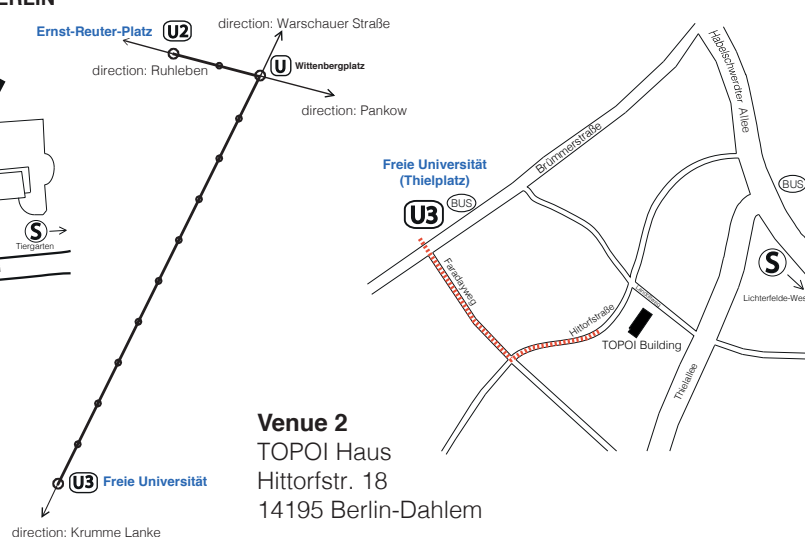 ERLIN
Ernst-Reuter-Platz U2
direction: Warschauer Straße
direction: Ruhleben
U Wittenbergplatz
direction: Pankow
S
Tiergarten
Freie Universität
(Thielplatz)
U3 BUS
Brümmerstraße
Habelschwerdter Allee
BUS
Faradayweg
Hittorfstraße
S
Lichterfelde-Wes
TOPOI Building
Thielallee
Venue 2
TOPOI Haus
Hittorfstr. 18
14195 Berlin-Dahlem
U3 Freie Universität
direction: Krumme Lanke